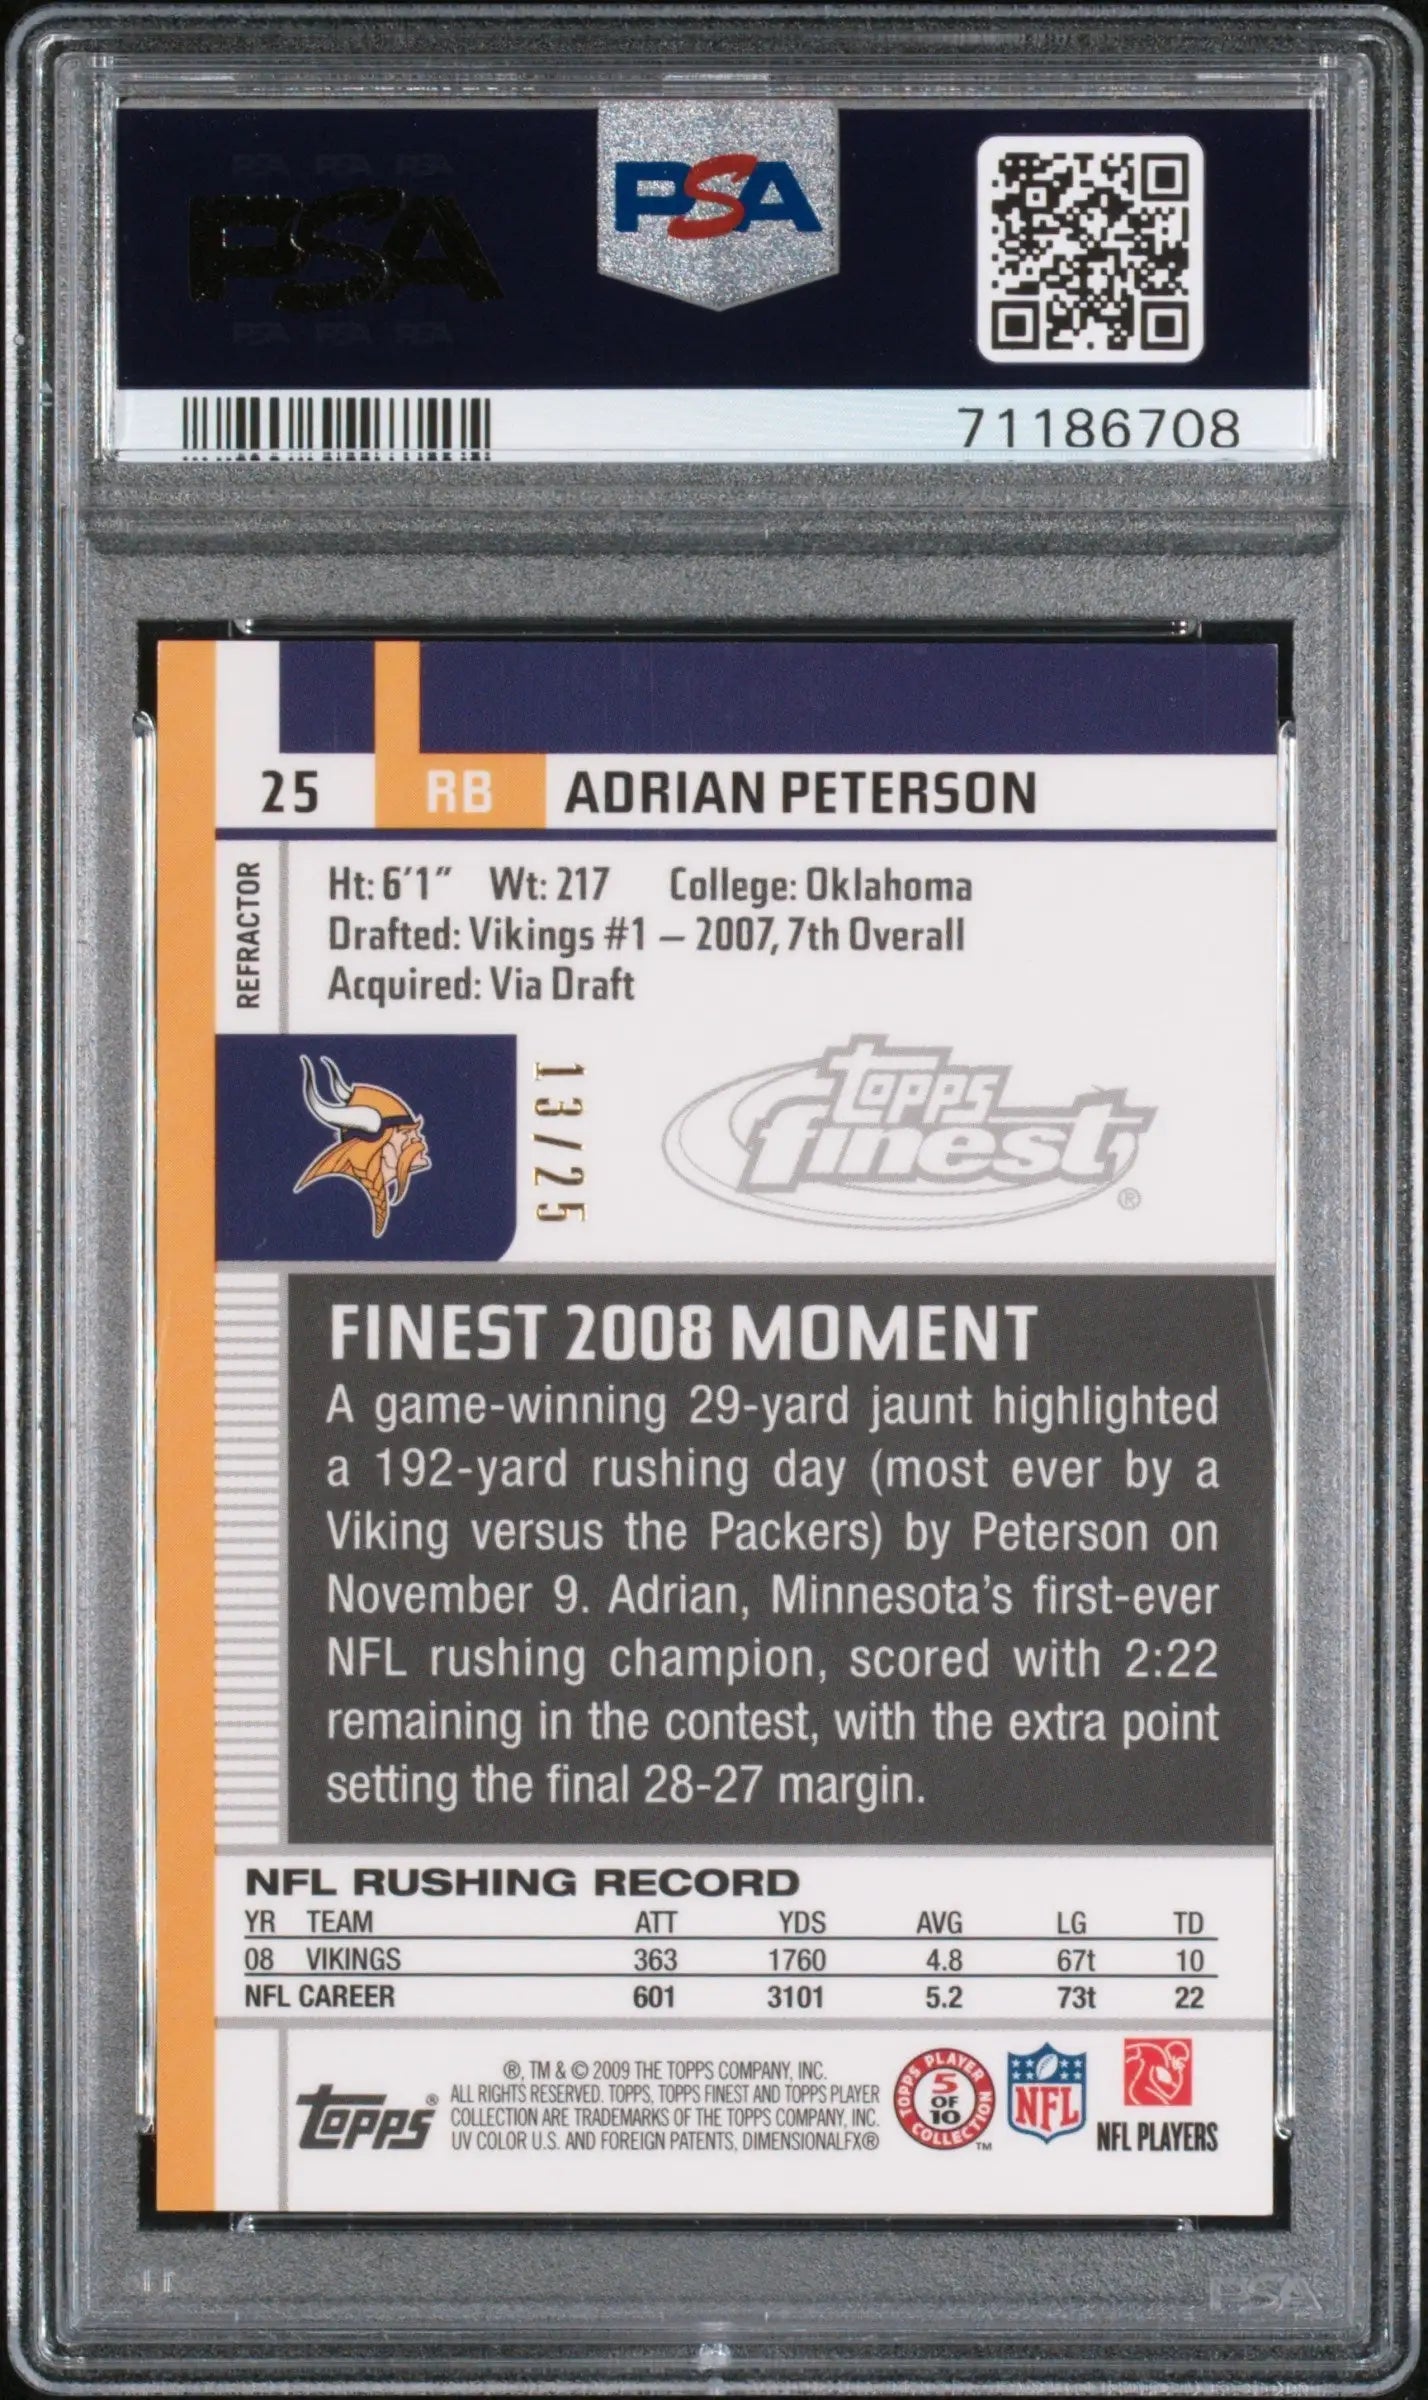 PSA PSA PSA
PSA
PSA PSA PSA
PSA
71186708
25 RB ADRIAN PETERSON
REFRACTOR
Ht: 6'1" Wt: 217 College: Oklahoma
Drafted: Vikings #1 – 2007, 7th Overall
Acquired: Via Draft
13/25
Topps
finest®
FINEST 2008 MOMENT
A game-winning 29-yard jaunt highlighted
a 192-yard rushing day (most ever by a
Viking versus the Packers) by Peterson on
November 9. Adrian, Minnesota's first-ever
NFL rushing champion, scored with 2:22
remaining in the contest, with the extra point
setting the final 28-27 margin.
NFL RUSHING RECORD
YR TEAM ATT YDS AVG LG TD
08 VIKINGS 363 1760 4.8 67t 10
NFL CAREER 601 3101 5.2 73t 22
Topps®
®, TM & © 2009 THE TOPPS COMPANY, INC.
ALL RIGHTS RESERVED. TOPPS, TOPPS FINEST AND TOPPS PLAYER
COLLECTION ARE TRADEMARKS OF THE TOPPS COMPANY, INC.
UV COLOR U.S. AND FOREIGN PATENTS, DIMENSIONALFX®
TOPPS PLAYER COLLECTION
5
OF
10
TM
NFL
NFL PLAYERS
PSA